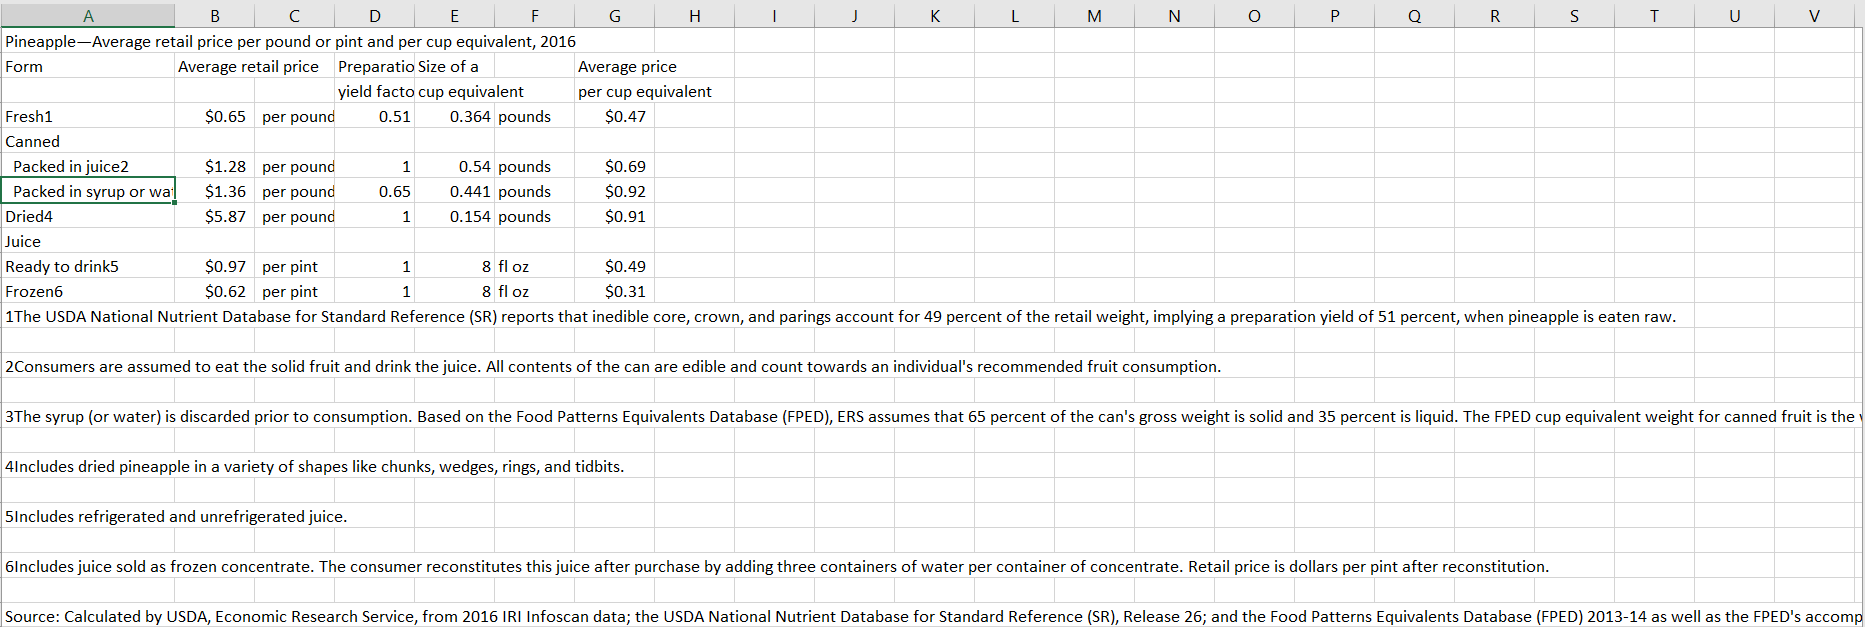 A B C D E F G H I J K L M N O P Q R S T U V
Pineapple—Average retail price per pound or pint and per cup equivalent, 2016
Form Average retail price Preparatio Size of a Average price
yield facto cup equivalent per cup equivalent
Fresh1 $0.65 per pound 0.51 0.364 pounds $0.47
Canned
Packed in juice2 $1.28 per pound 1 0.54 pounds $0.69
Packed in syrup or wat $1.36 per pound 0.65 0.441 pounds $0.92
Dried4 $5.87 per pound 1 0.154 pounds $0.91
Juice
Ready to drink5 $0.97 per pint 1 8 fl oz $0.49
Frozen6 $0.62 per pint 1 8 fl oz $0.31
1The USDA National Nutrient Database for Standard Reference (SR) reports that inedible core, crown, and parings account for 49 percent of the retail weight, implying a preparation yield of 51 percent, when pineapple is eaten raw.
2Consumers are assumed to eat the solid fruit and drink the juice. All contents of the can are edible and count towards an individual's recommended fruit consumption.
3The syrup (or water) is discarded prior to consumption. Based on the Food Patterns Equivalents Database (FPED), ERS assumes that 65 percent of the can's gross weight is solid and 35 percent is liquid. The FPED cup equivalent weight for canned fruit is the
4Includes dried pineapple in a variety of shapes like chunks, wedges, rings, and tidbits.
5Includes refrigerated and unrefrigerated juice.
6Includes juice sold as frozen concentrate. The consumer reconstitutes this juice after purchase by adding three containers of water per container of concentrate. Retail price is dollars per pint after reconstitution.
Source: Calculated by USDA, Economic Research Service, from 2016 IRI Infoscan data; the USDA National Nutrient Database for Standard Reference (SR), Release 26; and the Food Patterns Equivalents Database (FPED) 2013-14 as well as the FPED's accomp